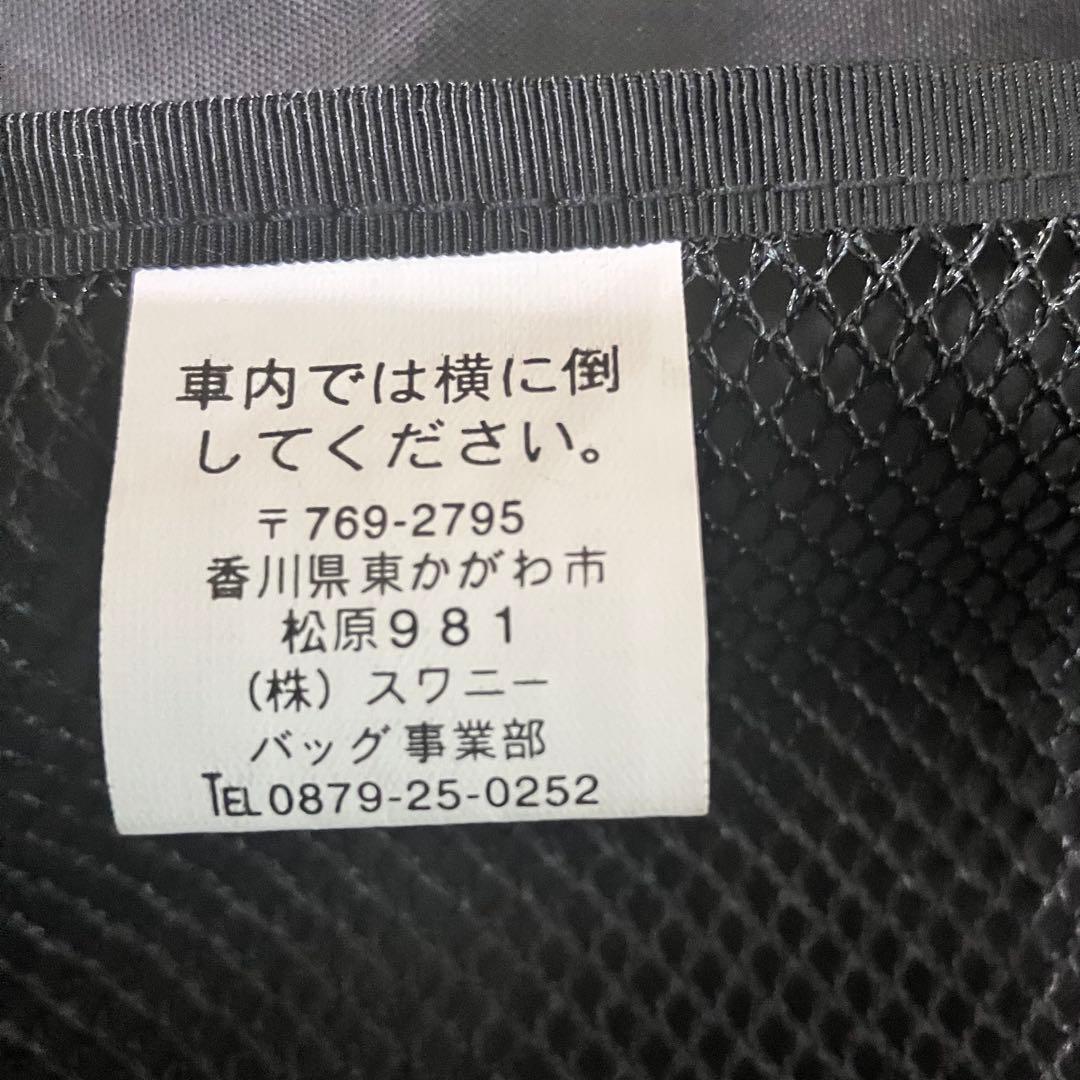 車内では横に倒
してください。
〒769-2795
香川県東かがわ市
松原981
(株) スワニー
バッグ事業部
TEL0879-25-0252